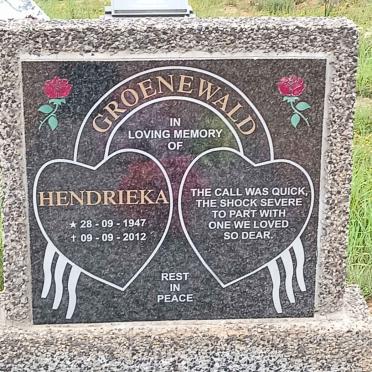 GROENEWALD
IN
LOVING MEMORY
OF
HENDRIEKA
★ 28 - 09 - 1947
† 09 - 09 - 2012
THE CALL WAS QUICK,
THE SHOCK SEVERE
TO PART WITH
ONE WE LOVED
SO DEAR.
REST
IN
PEACE